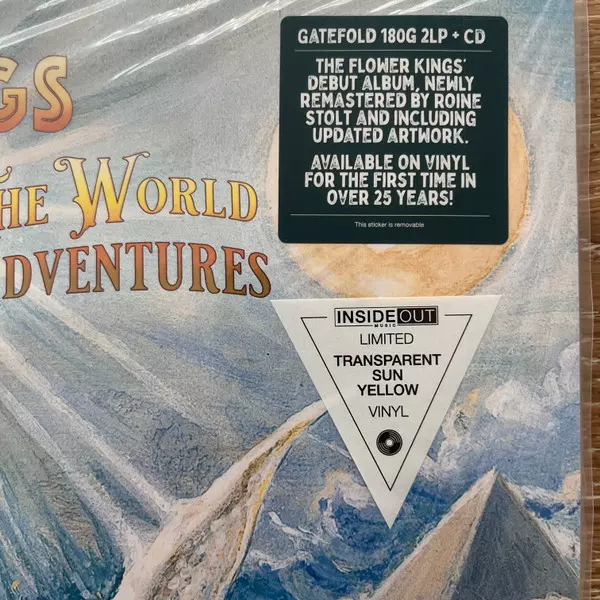 GS
HE WORLD
DVENTURES
GATEFOLD 180G 2LP + CD
THE FLOWER KINGS'
DEBUT ALBUM, NEWLY
REMASTERED BY ROINE
STOLT AND INCLUDING
UPDATED ARTWORK.
AVAILABLE ON VINYL
FOR THE FIRST TIME IN
OVER 25 YEARS!
This sticker is removable
INSIDEOUT
MUSIC
LIMITED
TRANSPARENT
SUN
YELLOW
VINYL